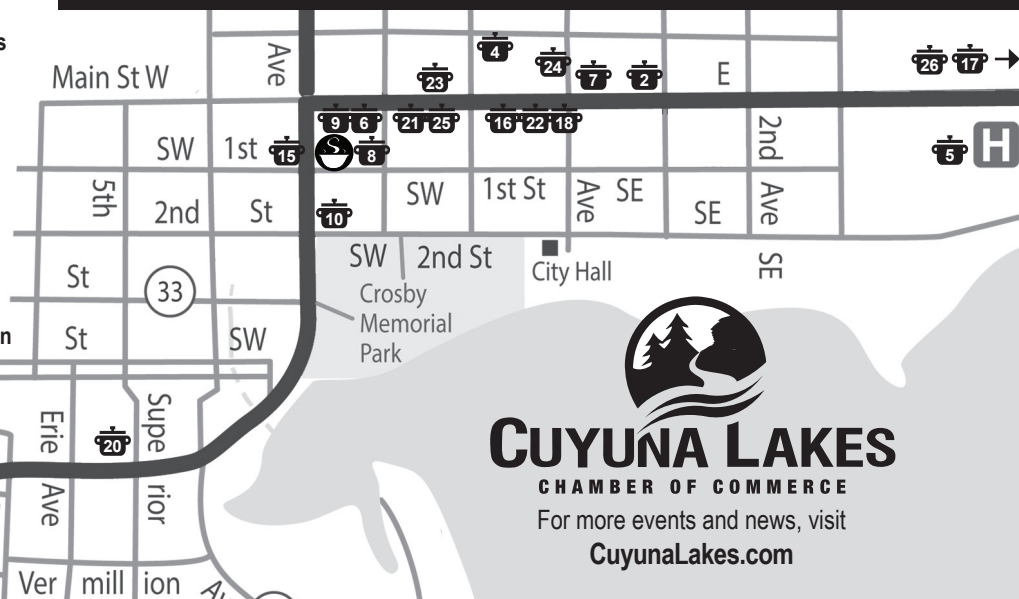 s
Main St W
Ave
4
24
23
7
2
E
26
17
9
6
21
25
16
22
18
2nd
SW
1st
15
S
8
5
H
5th
2nd
St
10
SW
1st St
Ave
SE
SE
Ave
SW
2nd St
City Hall
SE
St
33
Crosby
Memorial
Park
n
St
SW
Erie
20
Supe
CUYUNA LAKES
CHAMBER OF COMMERCE
Ave
rior
For more events and news, visit
CuyunaLakes.com
Ver
mill
ion